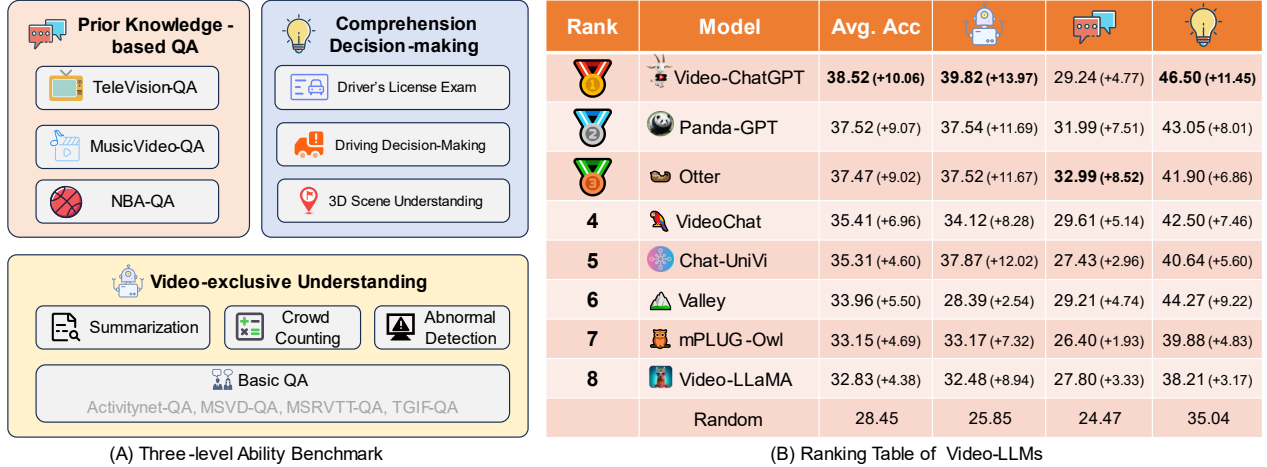 Prior Knowledge-
based QA
TeleVision-QA
MusicVideo-QA
NBA-QA
Comprehension
Decision-making
Driver's License Exam
Driving Decision-Making
3D Scene Understanding
Video-exclusive Understanding
Summarization
Crowd
Counting
Abnormal
Detection
Basic QA
Activitynet-QA, MSVD-QA, MSRVTT-QA, TGIF-QA
(A) Three-level Ability Benchmark
Rank Model Avg. Acc
1 Video-ChatGPT 38.52 (+10.06) 39.82 (+13.97) 29.24 (+4.77) 46.50 (+11.45)
2 Panda-GPT 37.52 (+9.07) 37.54 (+11.69) 31.99 (+7.51) 43.05 (+8.01)
3 Otter 37.47 (+9.02) 37.52 (+11.67) 32.99 (+8.52) 41.90 (+6.86)
4 VideoChat 35.41 (+6.96) 34.12 (+8.28) 29.61 (+5.14) 42.50 (+7.46)
5 Chat-UniVi 35.31 (+4.60) 37.87 (+12.02) 27.43 (+2.96) 40.64 (+5.60)
6 Valley 33.96 (+5.50) 28.39 (+2.54) 29.21 (+4.74) 44.27 (+9.22)
7 mPLUG-Owl 33.15 (+4.69) 33.17 (+7.32) 26.40 (+1.93) 39.88 (+4.83)
8 Video-LLaMA 32.83 (+4.38) 32.48 (+8.94) 27.80 (+3.33) 38.21 (+3.17)
Random 28.45 25.85 24.47 35.04
(B) Ranking Table of Video-LLMs